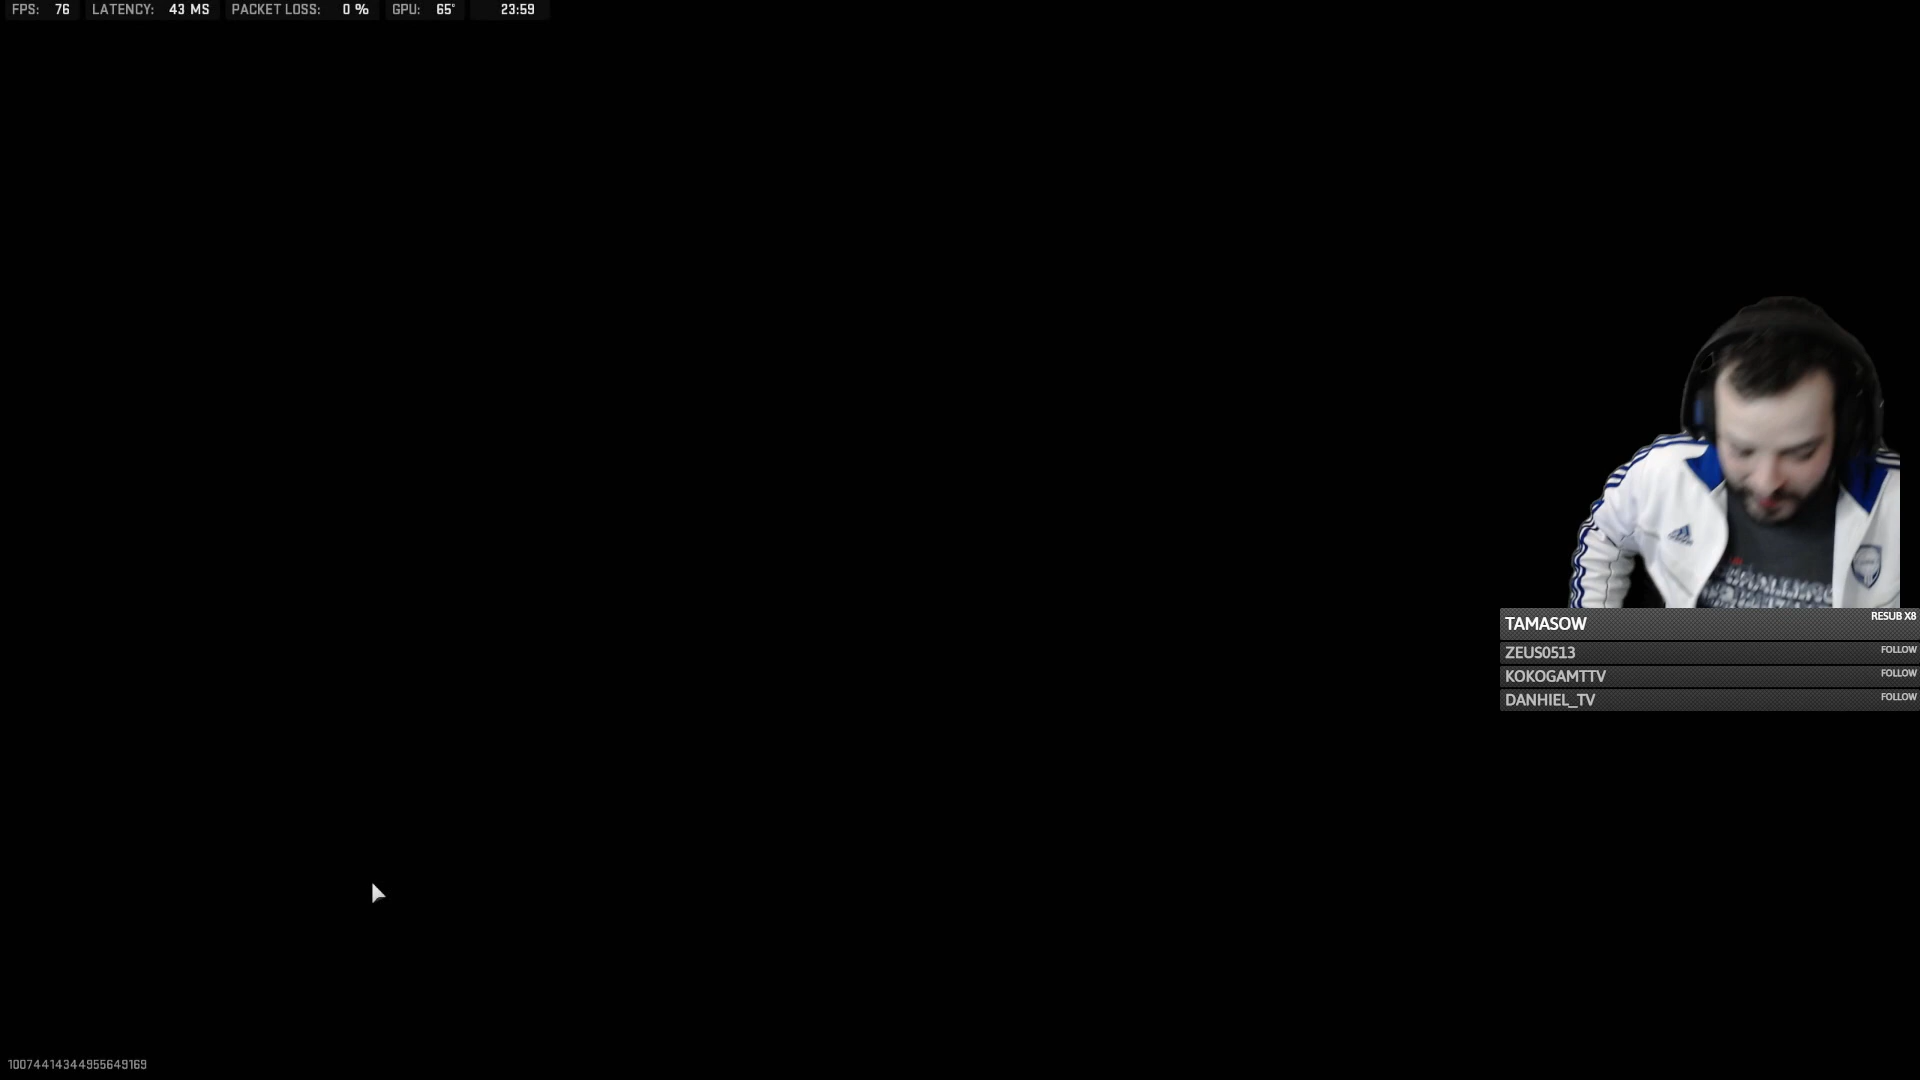 FPS: 76 LATENCY: 43 MS PACKET LOSS: 0 % GPU: 65° 23:59
TAMASOW RESUB X8
ZEUS0513 FOLLOW
KOKOGAMTTV FOLLOW
DANHIEL_TV FOLLOW
10074414344955649169